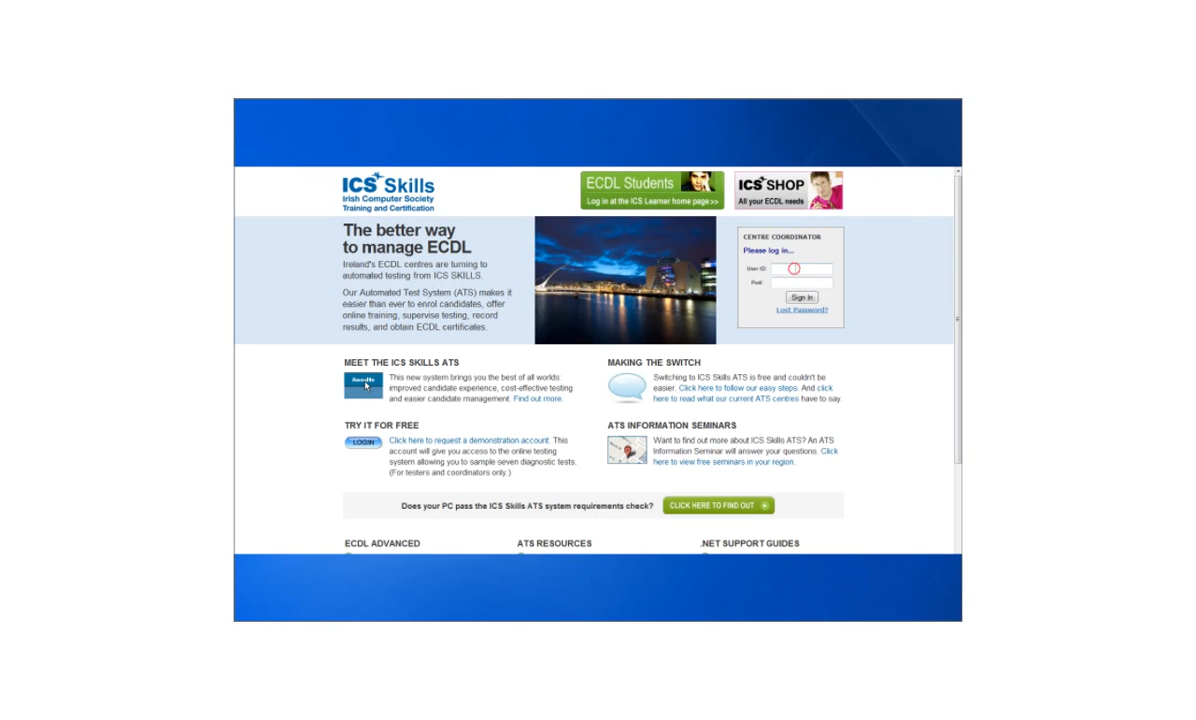 ICS Skills
Irish Computer Society
Training and Certification
ECDL Students
Log in at the ICS Learner home page >>
ICS SHOP
All your ECDL needs
The better way
to manage ECDL
Ireland's ECDL centres are turning to
automated testing from ICS SKILLS.
Our Automated Test System (ATS) makes it
easier than ever to enrol candidates, offer
online training, supervise testing, record
results, and obtain ECDL certificates.
CENTRE COORDINATOR
Please log in...
User ID:
Pwd:
Sign In
Lost Password?
MEET THE ICS SKILLS ATS
Results
This new system brings you the best of all worlds:
improved candidate experience, cost-effective testing
and easier candidate management. Find out more.
MAKING THE SWITCH
Switching to ICS Skills ATS is free and couldn't be
easier. Click here to follow our easy steps. And click
here to read what our current ATS centres have to say.
TRY IT FOR FREE
LOGIN
Click here to request a demonstration account. This
account will give you access to the online testing
system allowing you to sample seven diagnostic tests.
(For testers and coordinators only.)
ATS INFORMATION SEMINARS
Want to find out more about ICS Skills ATS? An ATS
Information Seminar will answer your questions. Click
here to view free seminars in your region.
Does your PC pass the ICS Skills ATS system requirements check?
CLICK HERE TO FIND OUT
ECDL ADVANCED
ATS RESOURCES
.NET SUPPORT GUIDES